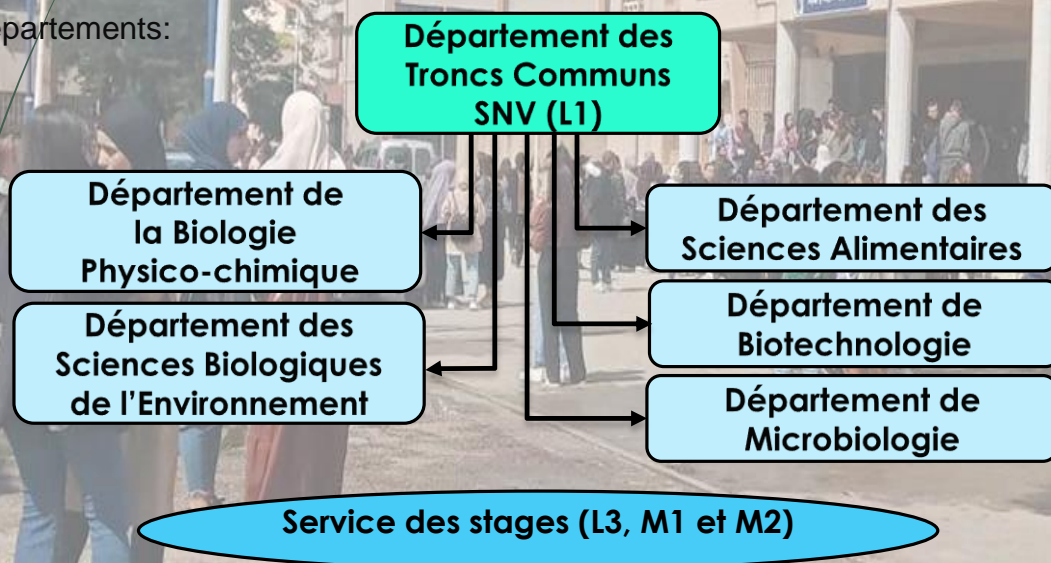 Département des
Troncs Communs
SNV (L1)
Département de
la Biologie
Physico-chimique
Département des
Sciences Biologiques
de l’Environnement
Département des
Sciences Alimentaires
Département de
Biotechnologie
Département de
Microbiologie
Service des stages (L3, M1 et M2)